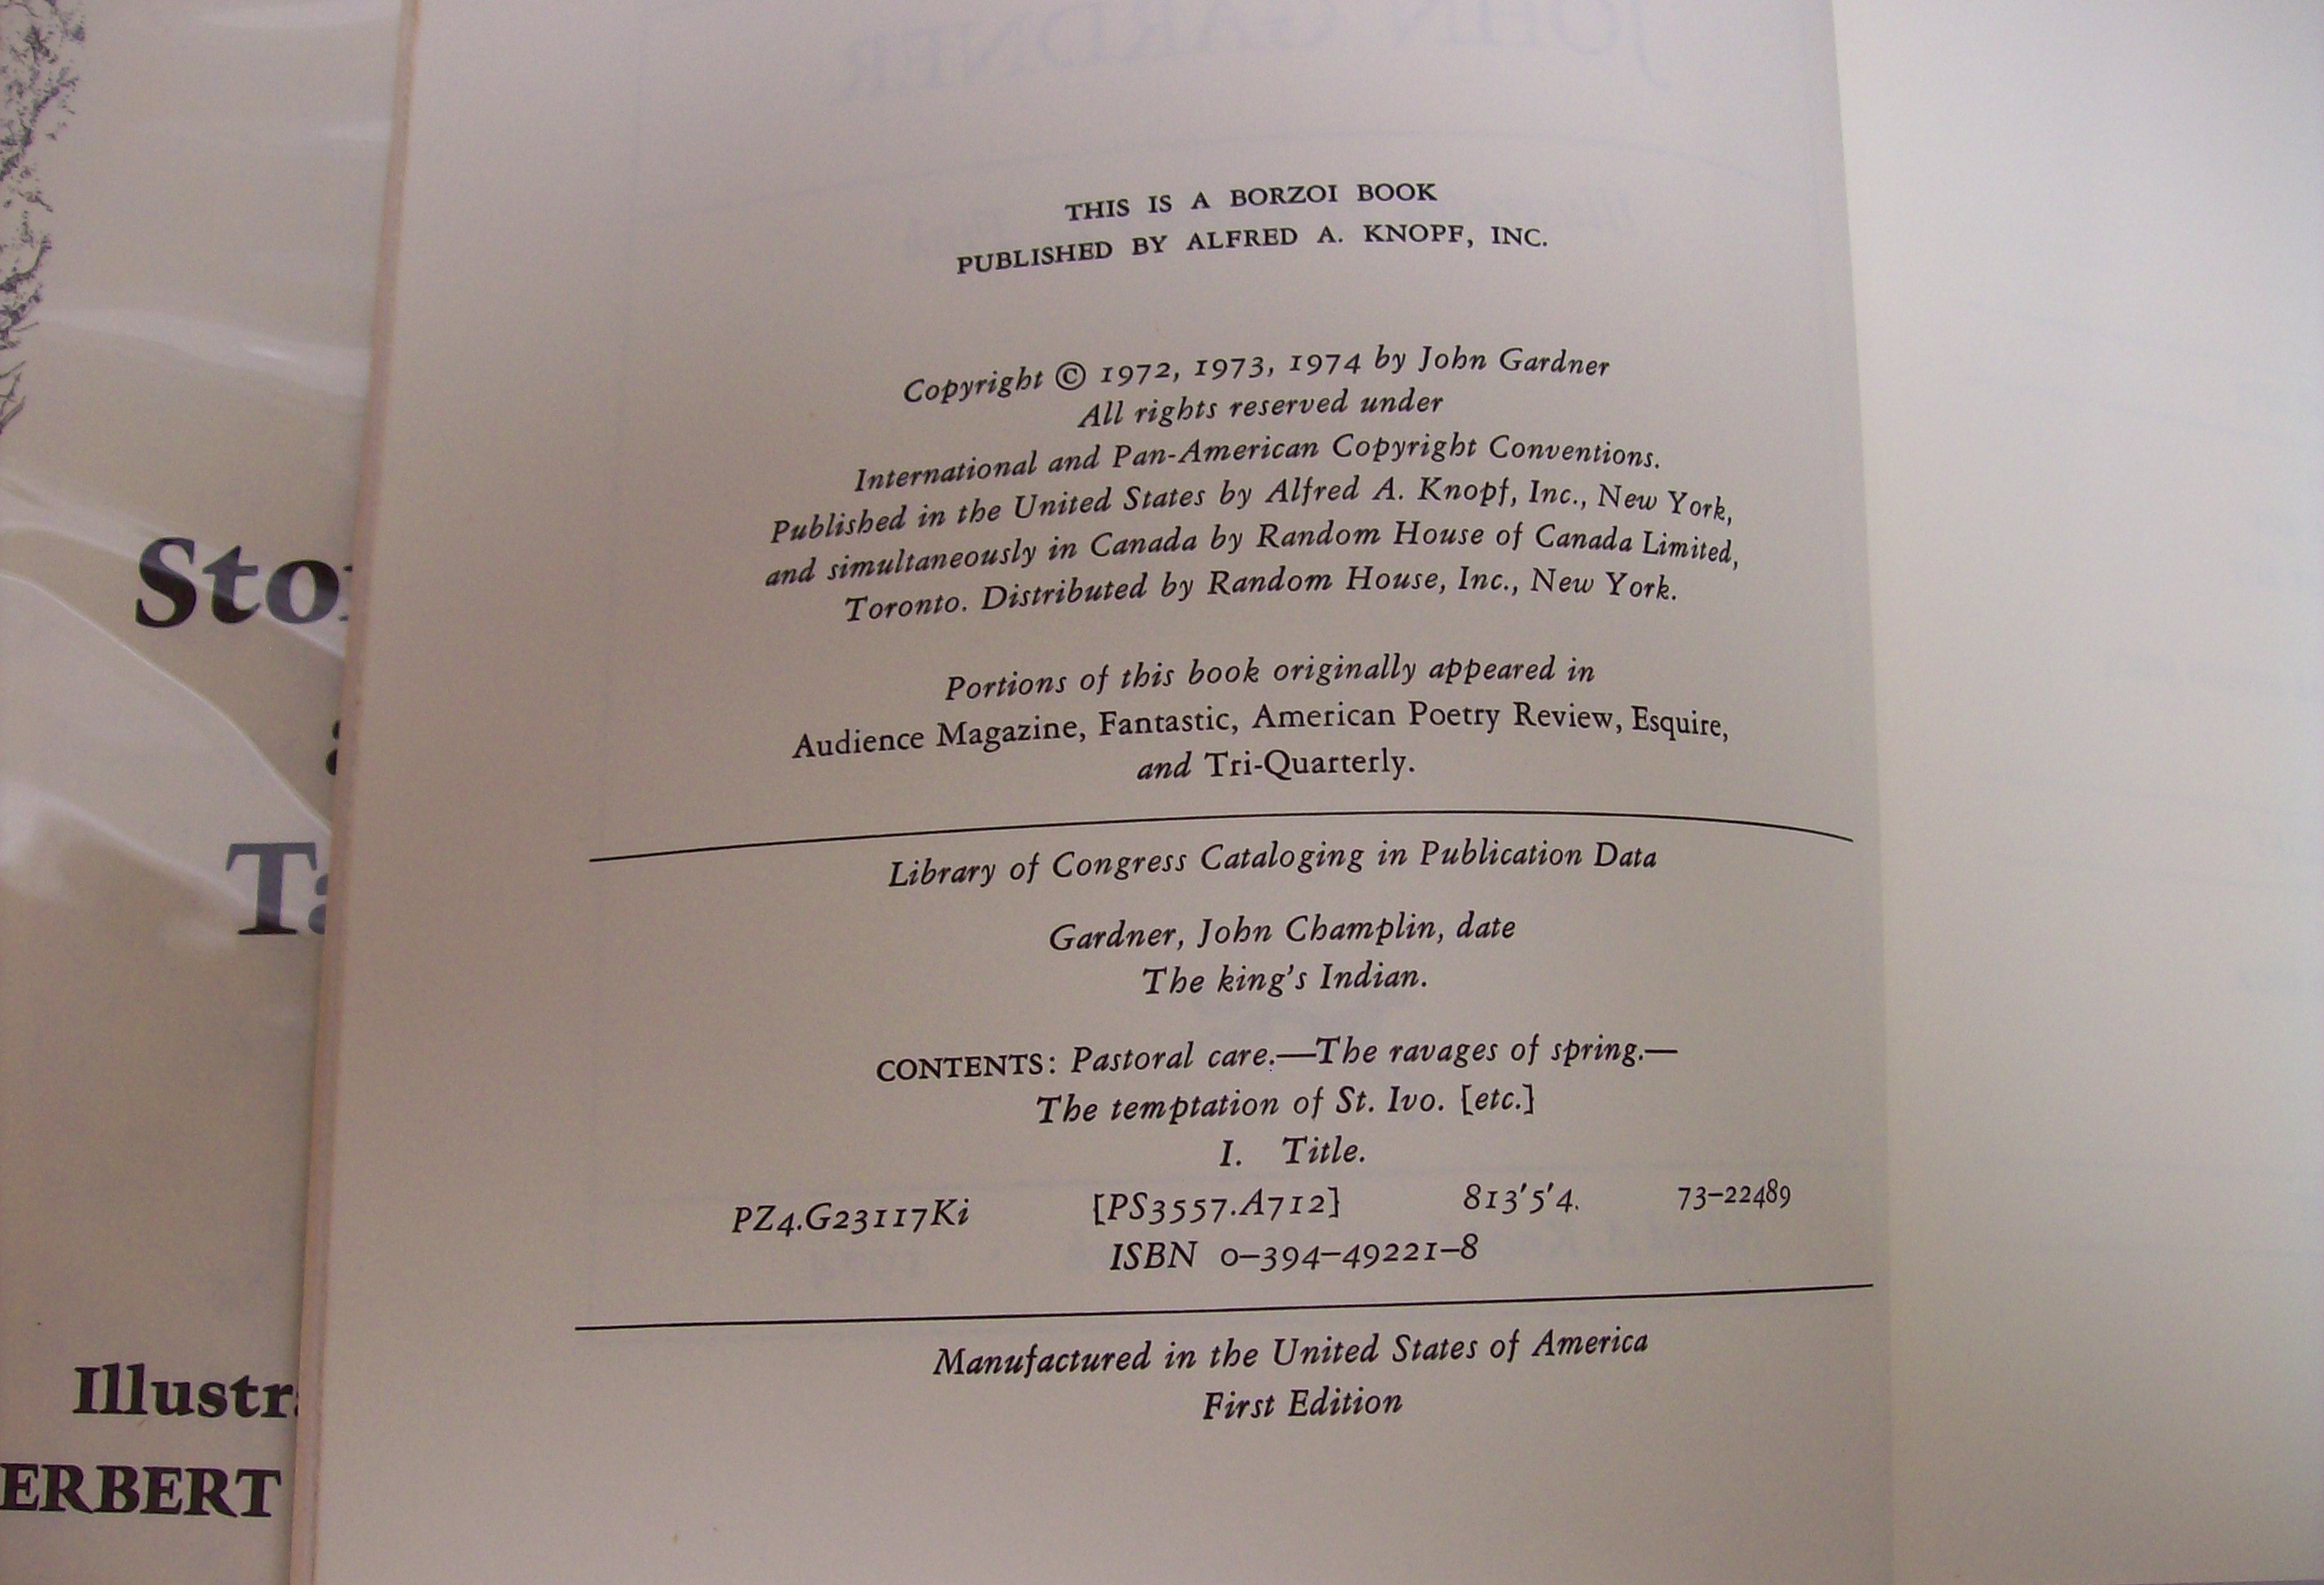 JOHN GARDNER
THIS IS A BORZOI BOOK
PUBLISHED BY ALFRED A. KNOPF, INC.
Copyright © 1972, 1973, 1974 by John Gardner
All rights reserved under
International and Pan-American Copyright Conventions.
Published in the United States by Alfred A. Knopf, Inc., New York,
and simultaneously in Canada by Random House of Canada Limited,
Toronto. Distributed by Random House, Inc., New York.
Portions of this book originally appeared in
Audience Magazine, Fantastic, American Poetry Review, Esquire,
and Tri-Quarterly.
Library of Congress Cataloging in Publication Data
Gardner, John Champlin, date
The king's Indian.
CONTENTS: Pastoral care.—The ravages of spring.—
The temptation of St. Ivo. [etc.]
I. Title.
PZ4.G23117Ki [PS3557.A712] 813'5'4. 73–22489
ISBN 0–394–49221–8
Manufactured in the United States of America
First Edition
Sto
Ta
Illustr
ERBERT